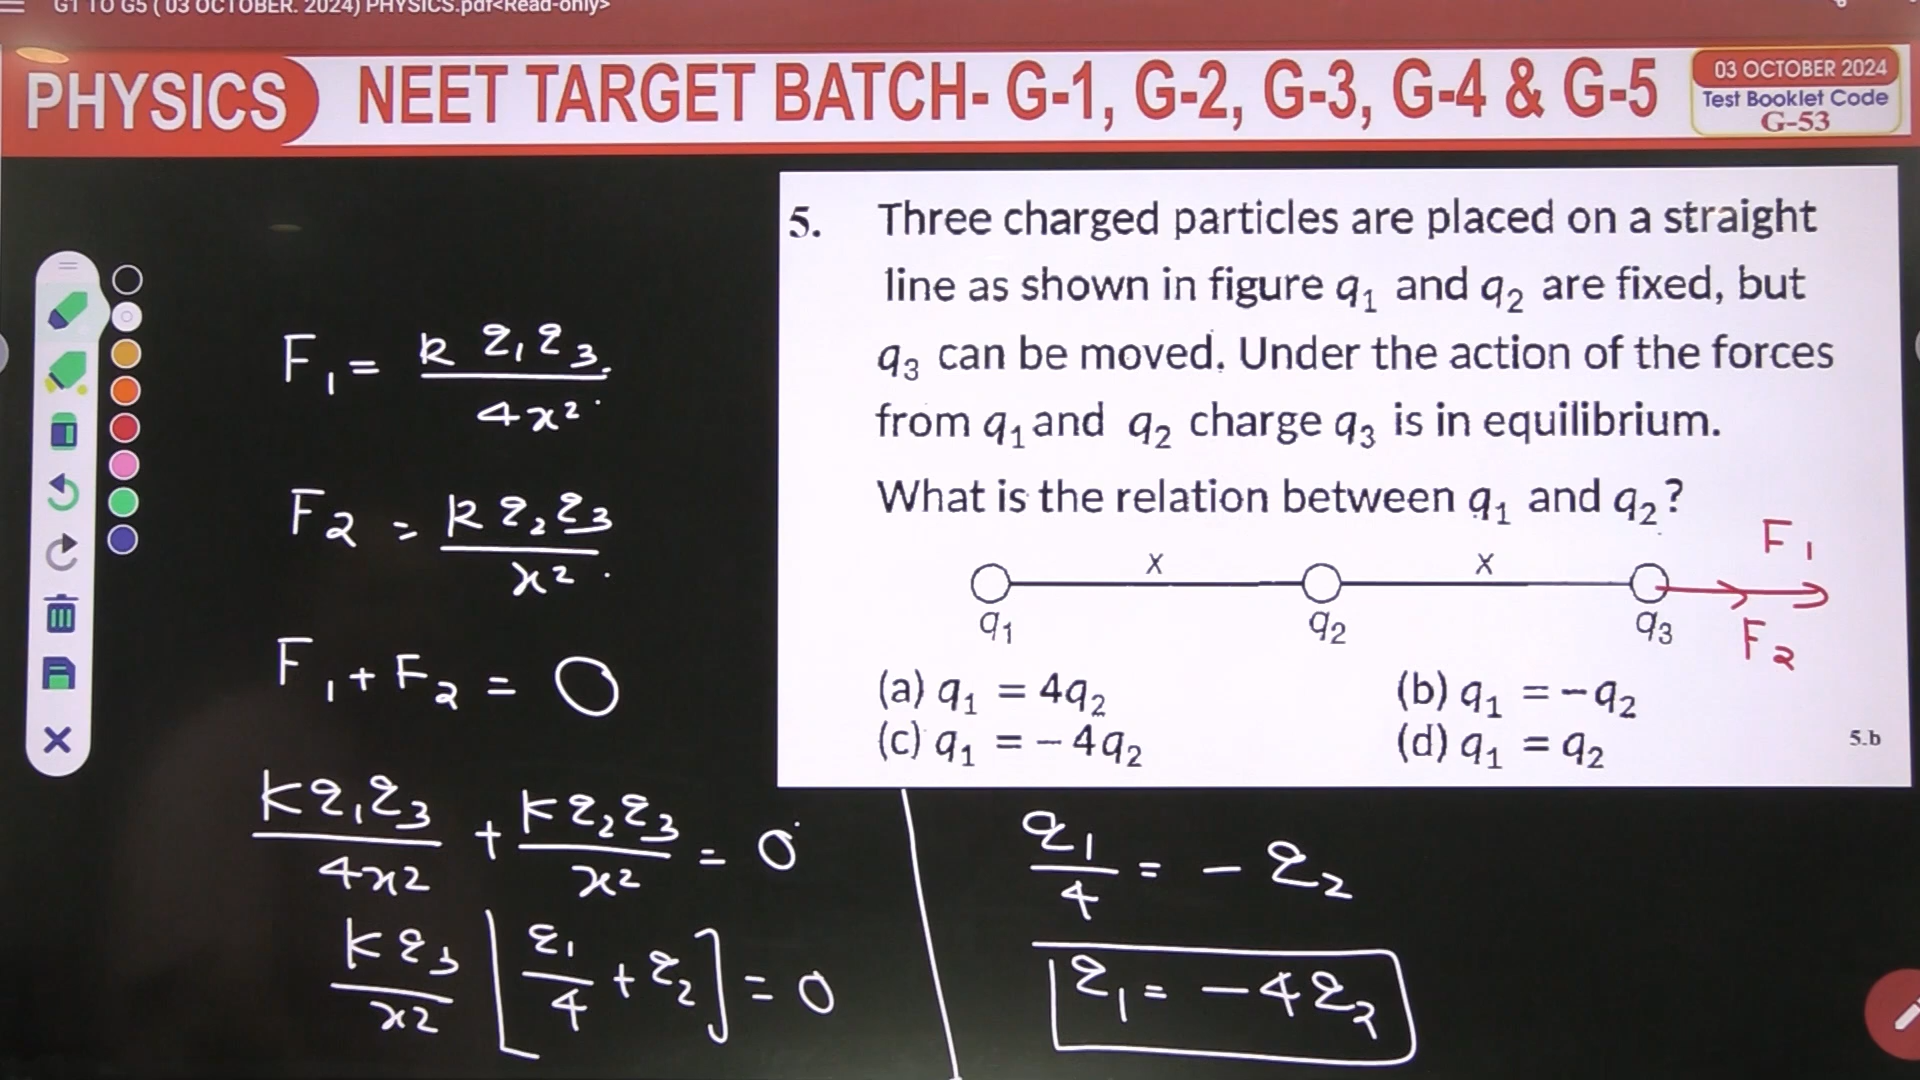 G1 TO G5 ( 03 OCTOBER. 2024) PHYSICS.pdf<Read-only>
PHYSICS
NEET TARGET BATCH- G-1, G-2, G-3, G-4 & G-5
03 OCTOBER 2024
Test Booklet Code
G-53
5. Three charged particles are placed on a straight
line as shown in figure q₁ and q₂ are fixed, but
q₃ can be moved. Under the action of the forces
from q₁ and q₂ charge q₃ is in equilibrium.
What is the relation between q₁ and q₂?
x x
q₁ q₂ q₃
F₁
F₂
(a) q₁ = 4q₂ (b) q₁ = -q₂
(c) q₁ = -4q₂ (d) q₁ = q₂
5.b
F₁ = k q₁q₃ / 4x²
F₂ = k q₂q₃ / x²
F₁ + F₂ = 0
kq₁q₃ / 4x² + kq₂q₃ / x² = 0
kq₃ / x² [ q₁ / 4 + q₂ ] = 0
q₁ / 4 = - q₂
q₁ = -4q₂